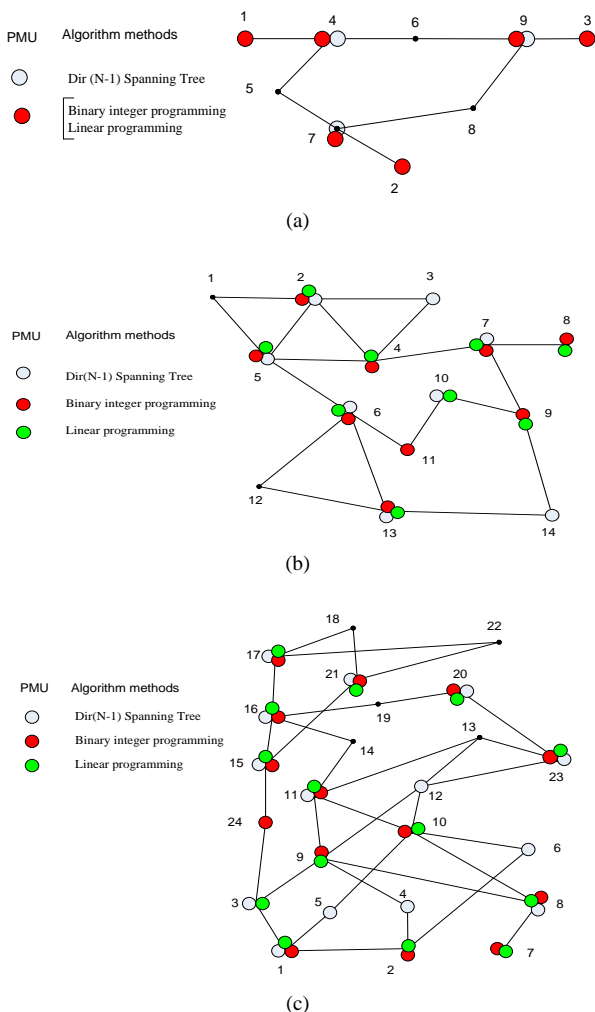 1 4 6 9 3
PMU Algorithm methods
Dir (N-1) Spanning Tree
5
Binary integer programming
Linear programming
7 8
2
(a)
1 2 3
PMU Algorithm methods
7 8
4
Dir(N-1) Spanning Tree
5
10
Binary integer programming
6 9
Linear programming
11
12
13 14
(b)
18
22
17
PMU Algorithm methods
21 20
Dir(N-1) Spanning Tree
16
19
Binary integer programming
13
14
Linear programming
15
23
11 12
24
10
6
9
3 5 4
8
7
1 2
(c)